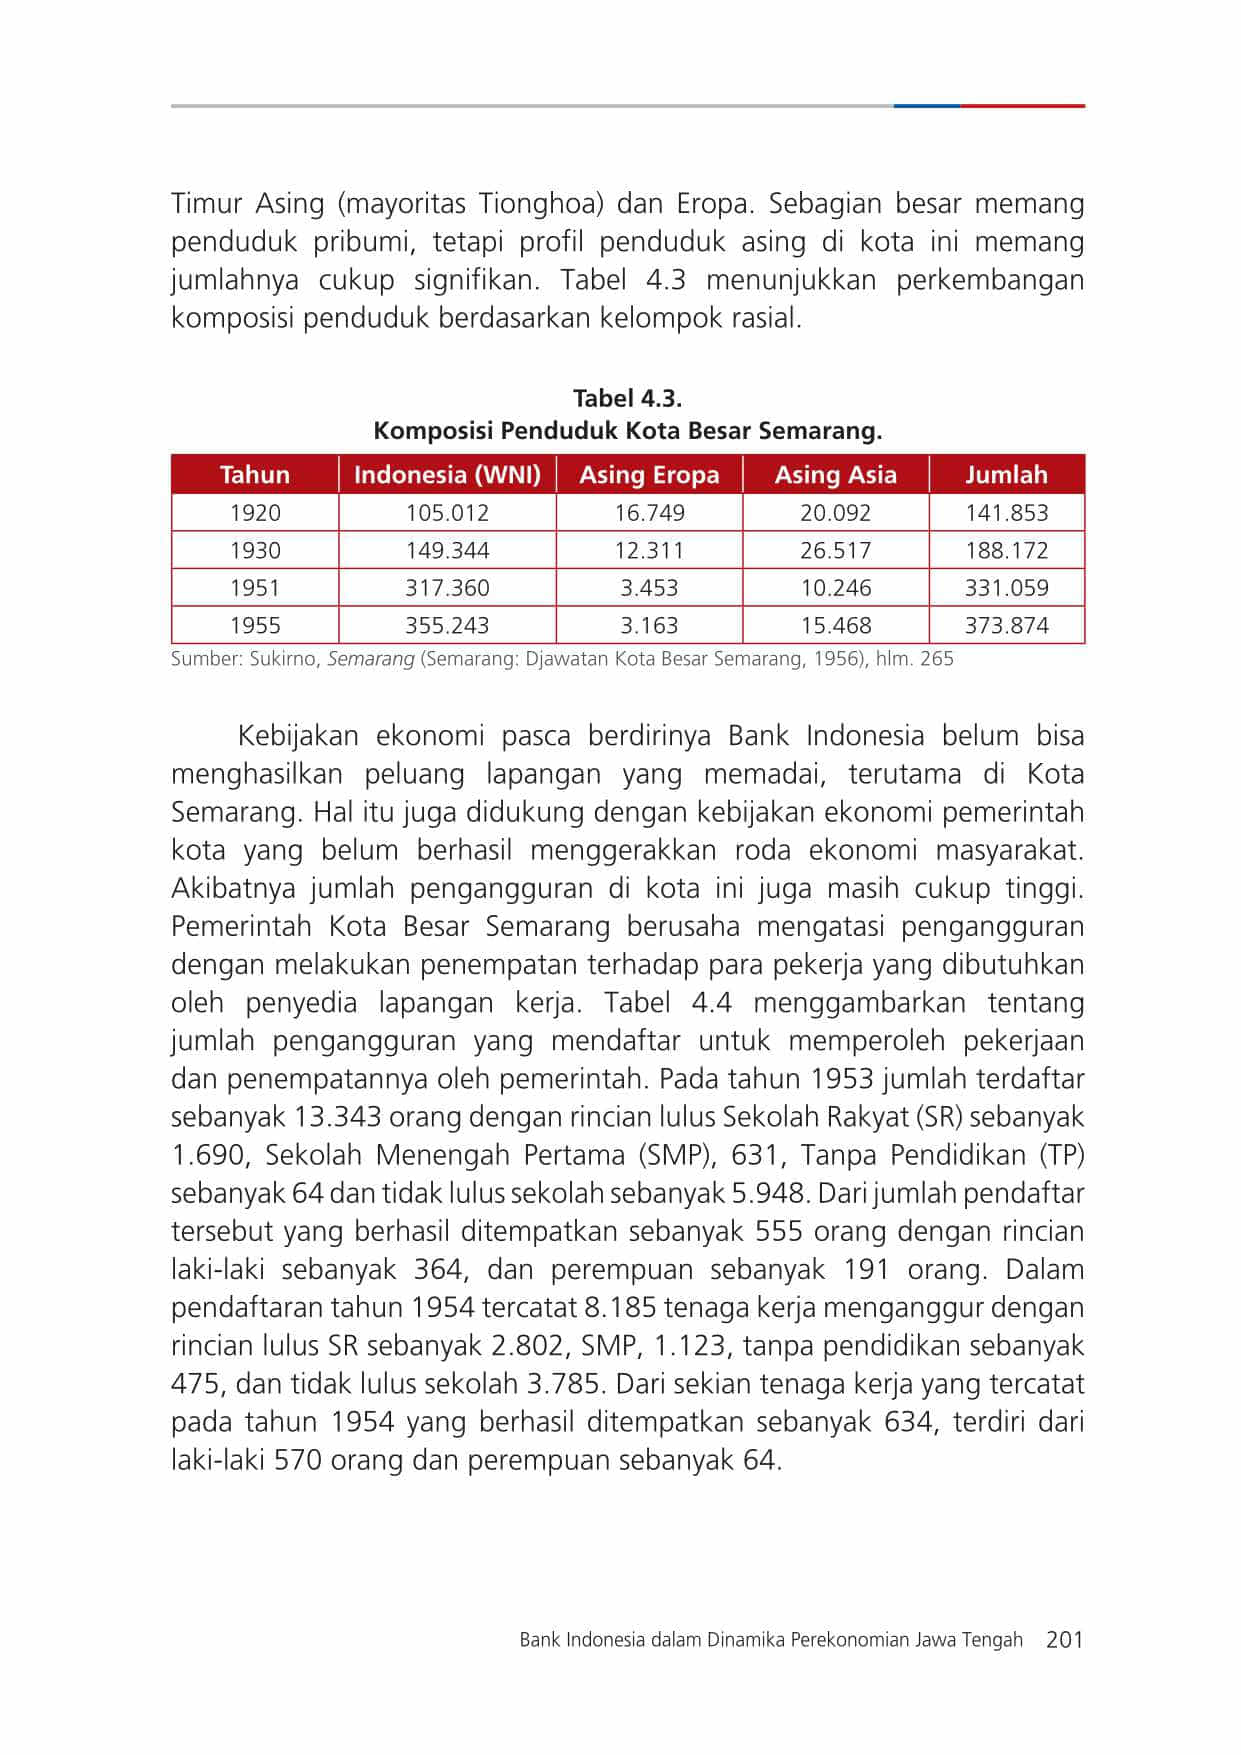 Timur Asing (mayoritas Tionghoa) dan Eropa. Sebagian besar memang
penduduk pribumi, tetapi profil penduduk asing di kota ini memang
jumlahnya cukup signifikan. Tabel 4.3 menunjukkan perkembangan
komposisi penduduk berdasarkan kelompok rasial.
Tabel 4.3.
Komposisi Penduduk Kota Besar Semarang.
Tahun Indonesia (WNI) Asing Eropa Asing Asia Jumlah
1920 105.012 16.749 20.092 141.853
1930 149.344 12.311 26.517 188.172
1951 317.360 3.453 10.246 331.059
1955 355.243 3.163 15.468 373.874
Sumber: Sukirno, Semarang (Semarang: Djawatan Kota Besar Semarang, 1956), hlm. 265
Kebijakan ekonomi pasca berdirinya Bank Indonesia belum bisa
menghasilkan peluang lapangan yang memadai, terutama di Kota
Semarang. Hal itu juga didukung dengan kebijakan ekonomi pemerintah
kota yang belum berhasil menggerakkan roda ekonomi masyarakat.
Akibatnya jumlah pengangguran di kota ini juga masih cukup tinggi.
Pemerintah Kota Besar Semarang berusaha mengatasi pengangguran
dengan melakukan penempatan terhadap para pekerja yang dibutuhkan
oleh penyedia lapangan kerja. Tabel 4.4 menggambarkan tentang
jumlah pengangguran yang mendaftar untuk memperoleh pekerjaan
dan penempatannya oleh pemerintah. Pada tahun 1953 jumlah terdaftar
sebanyak 13.343 orang dengan rincian lulus Sekolah Rakyat (SR) sebanyak
1.690, Sekolah Menengah Pertama (SMP), 631, Tanpa Pendidikan (TP)
sebanyak 64 dan tidak lulus sekolah sebanyak 5.948. Dari jumlah pendaftar
tersebut yang berhasil ditempatkan sebanyak 555 orang dengan rincian
laki-laki sebanyak 364, dan perempuan sebanyak 191 orang. Dalam
pendaftaran tahun 1954 tercatat 8.185 tenaga kerja menganggur dengan
rincian lulus SR sebanyak 2.802, SMP, 1.123, tanpa pendidikan sebanyak
475, dan tidak lulus sekolah 3.785. Dari sekian tenaga kerja yang tercatat
pada tahun 1954 yang berhasil ditempatkan sebanyak 634, terdiri dari
laki-laki 570 orang dan perempuan sebanyak 64.
Bank Indonesia dalam Dinamika Perekonomian Jawa Tengah 201